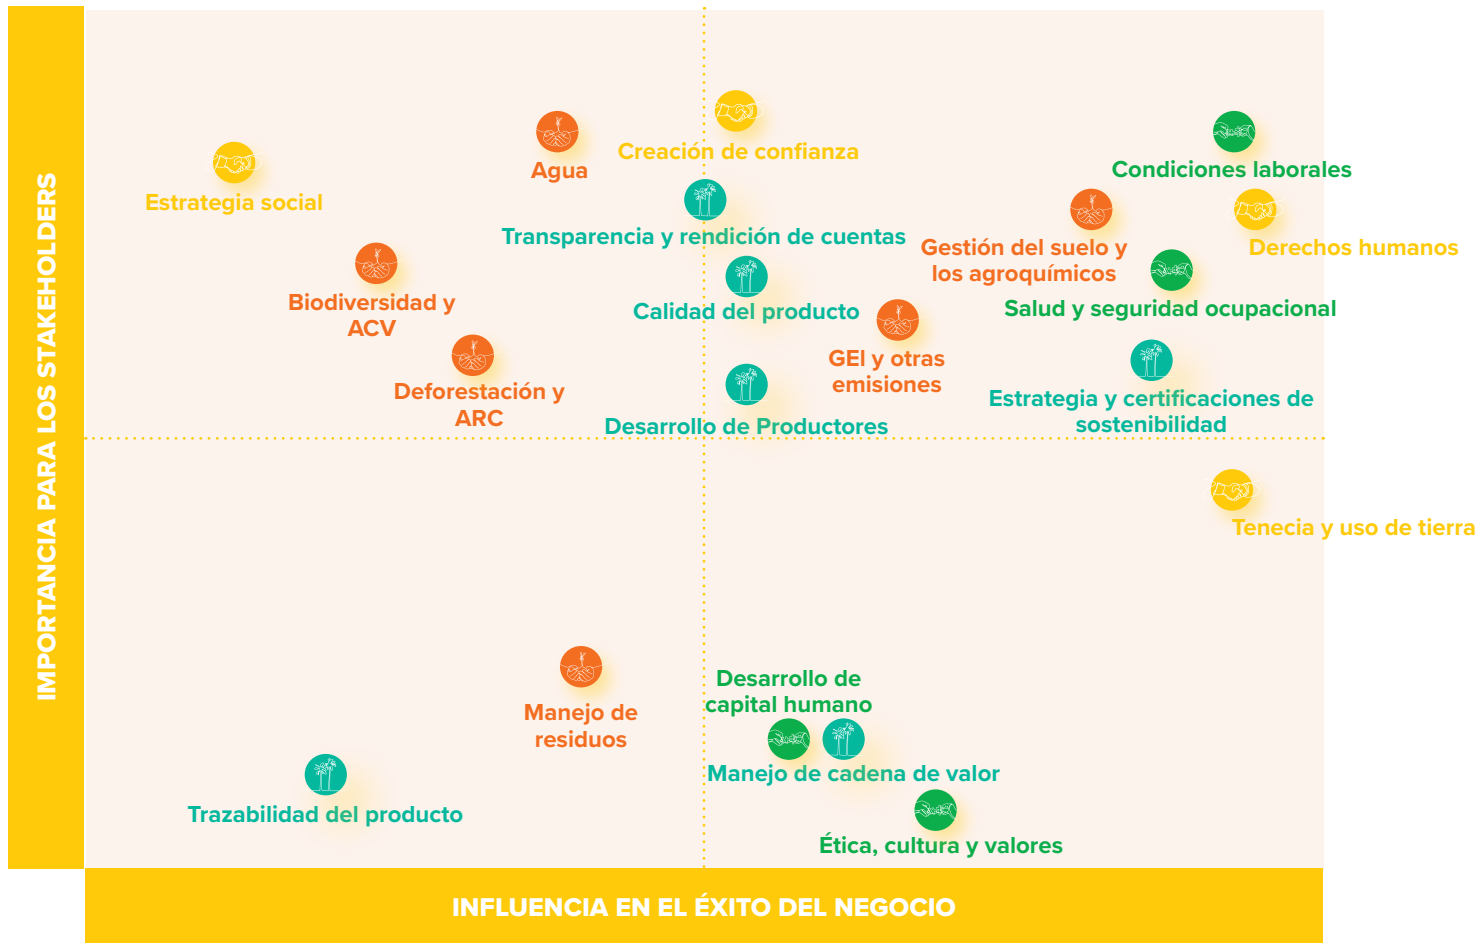 IMPORTANCIA PARA LOS STAKEHOLDERS
Creación de confianza
Agua
Condiciones laborales
Estrategia social
Transparencia y rendición de cuentas
Gestión del suelo y
los agroquímicos
Derechos humanos
Biodiversidad y
ACV
Calidad del producto
Salud y seguridad ocupacional
GEI y otras
emisiones
Deforestación y
ARC
Desarrollo de Productores
Estrategia y certificaciones de
sostenibilidad
Tenecia y uso de tierra
Manejo de
residuos
Desarrollo de
capital humano
Manejo de cadena de valor
Trazabilidad del producto
Ética, cultura y valores
INFLUENCIA EN EL ÉXITO DEL NEGOCIO